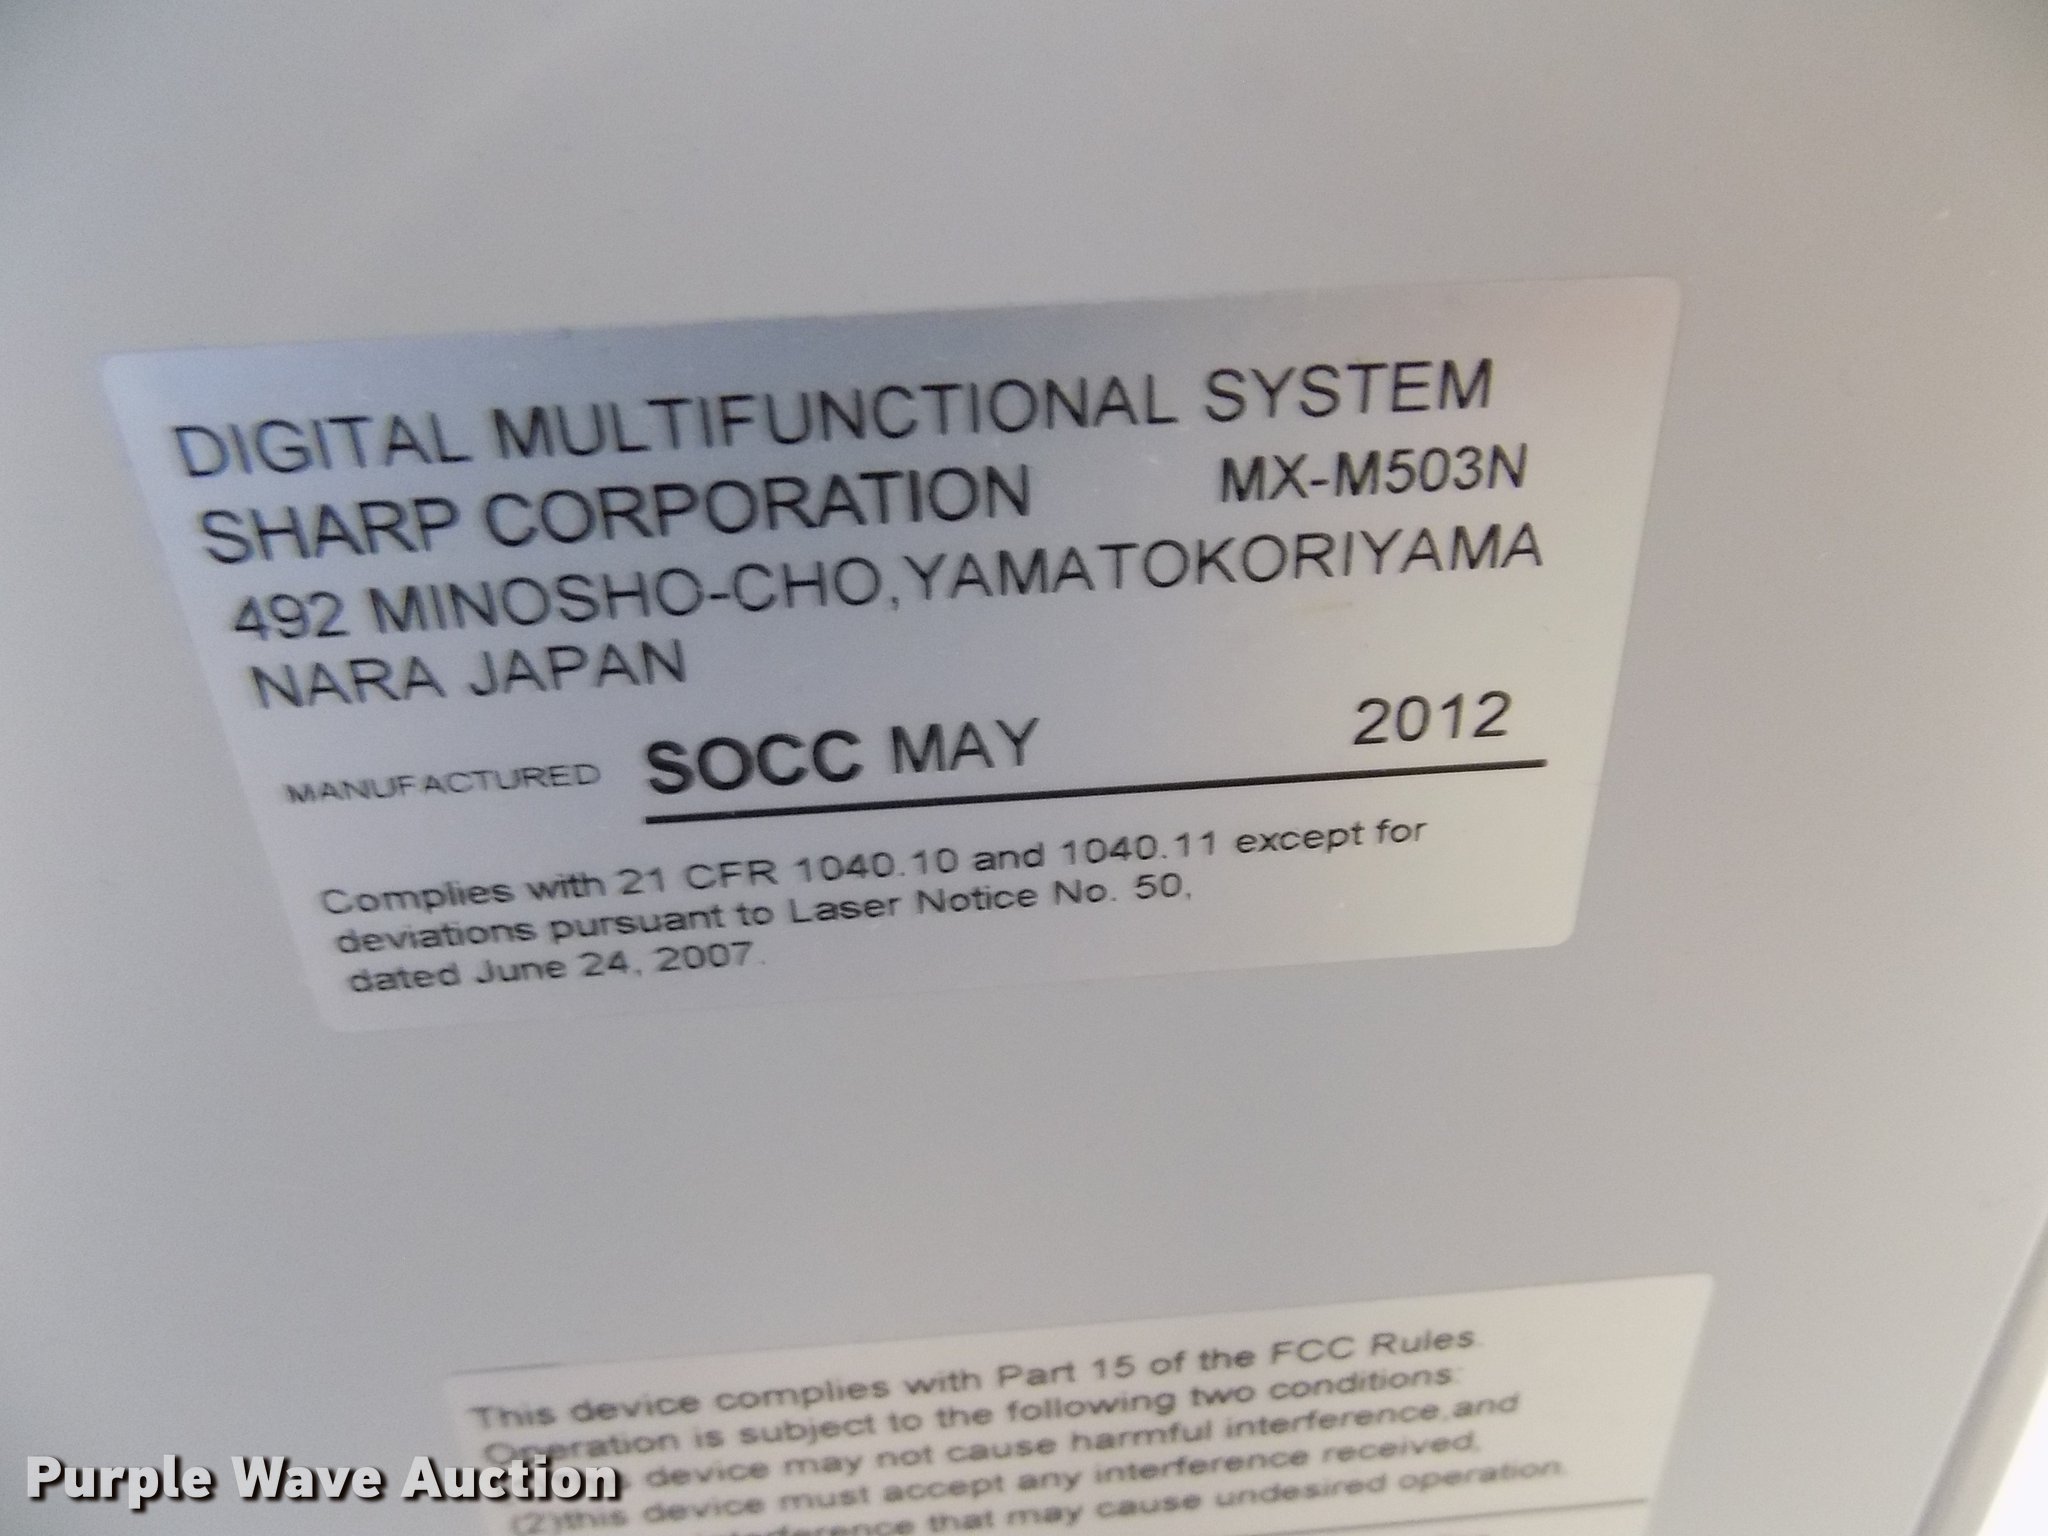 DIGITAL MULTIFUNCTIONAL SYSTEM
SHARP CORPORATION MX-M503N
492 MINOSHO-CHO,YAMATOKORIYAMA
NARA JAPAN
MANUFACTURED SOCC MAY 2012
Complies with 21 CFR 1040.10 and 1040.11 except for
deviations pursuant to Laser Notice No. 50,
dated June 24, 2007.
This device complies with Part 15 of the FCC Rules.
Operation is subject to the following two conditions:
device may not cause harmful interference,and
(2)this device must accept any interference received,
that may cause undesired operation.
Purple Wave Auction